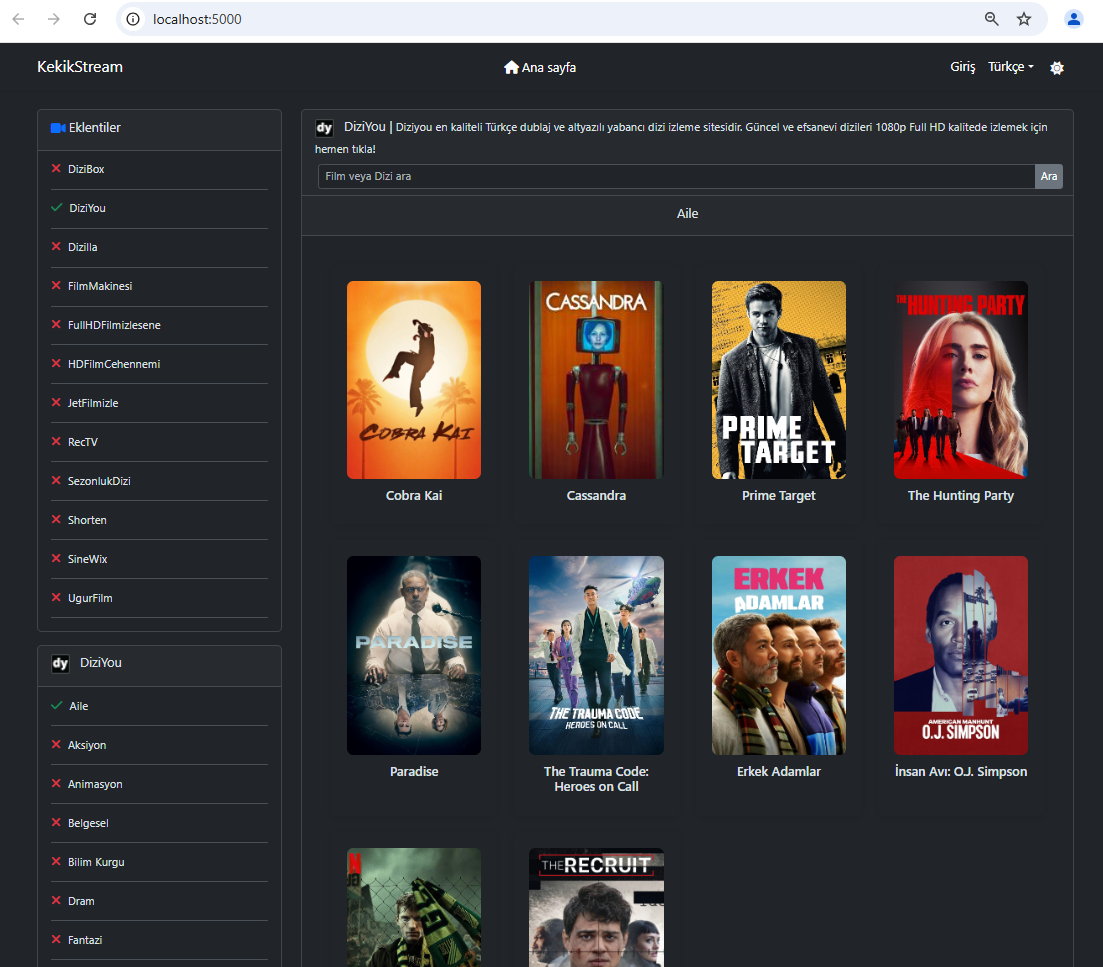 localhost:5000
KekikStream
Ana sayfa
Giriş
Türkçe
Eklentiler
DiziBox
DiziYou
Dizilla
FilmMakinesi
FullHDFilmizlesene
HDFilmCehennemi
JetFilmizle
RecTV
SezonlukDizi
Shorten
SineWix
UgurFilm
dy DiziYou
Aile
Aksiyon
Animasyon
Belgesel
Bilim Kurgu
Dram
Fantazi
dy DiziYou | Diziyou en kaliteli Türkçe dublaj ve altyazılı yabancı dizi izleme sitesidir. Güncel ve efsanevi dizileri 1080p Full HD kalitede izlemek için
hemen tıkla!
Film veya Dizi ara
Ara
Aile
COBRA KAI
Cobra Kai
CASSANDRA
Cassandra
PRIME
TARGET
Prime Target
THE HUNTING PARTY
The Hunting Party
PARADISE
Paradise
THE TRAUMA CODE
HEROES ON CALL
The Trauma Code:
Heroes on Call
ERKEK
ADAMLAR
Erkek Adamlar
AMERICAN MANHUNT
O.J. SIMPSON
İnsan Avı: O.J. Simpson
N
THE RECRUIT